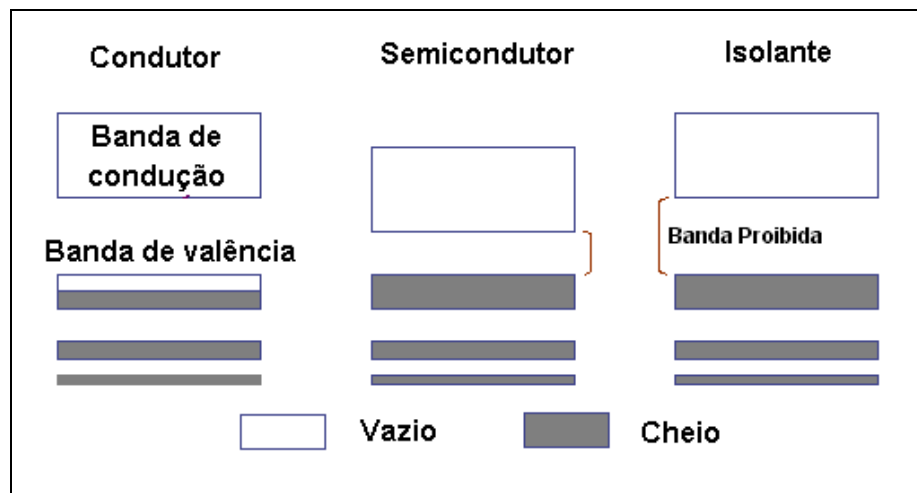 Condutor
Semicondutor
Isolante
Banda de
condução
Banda de valência
Banda Proibida
Vazio
Cheio